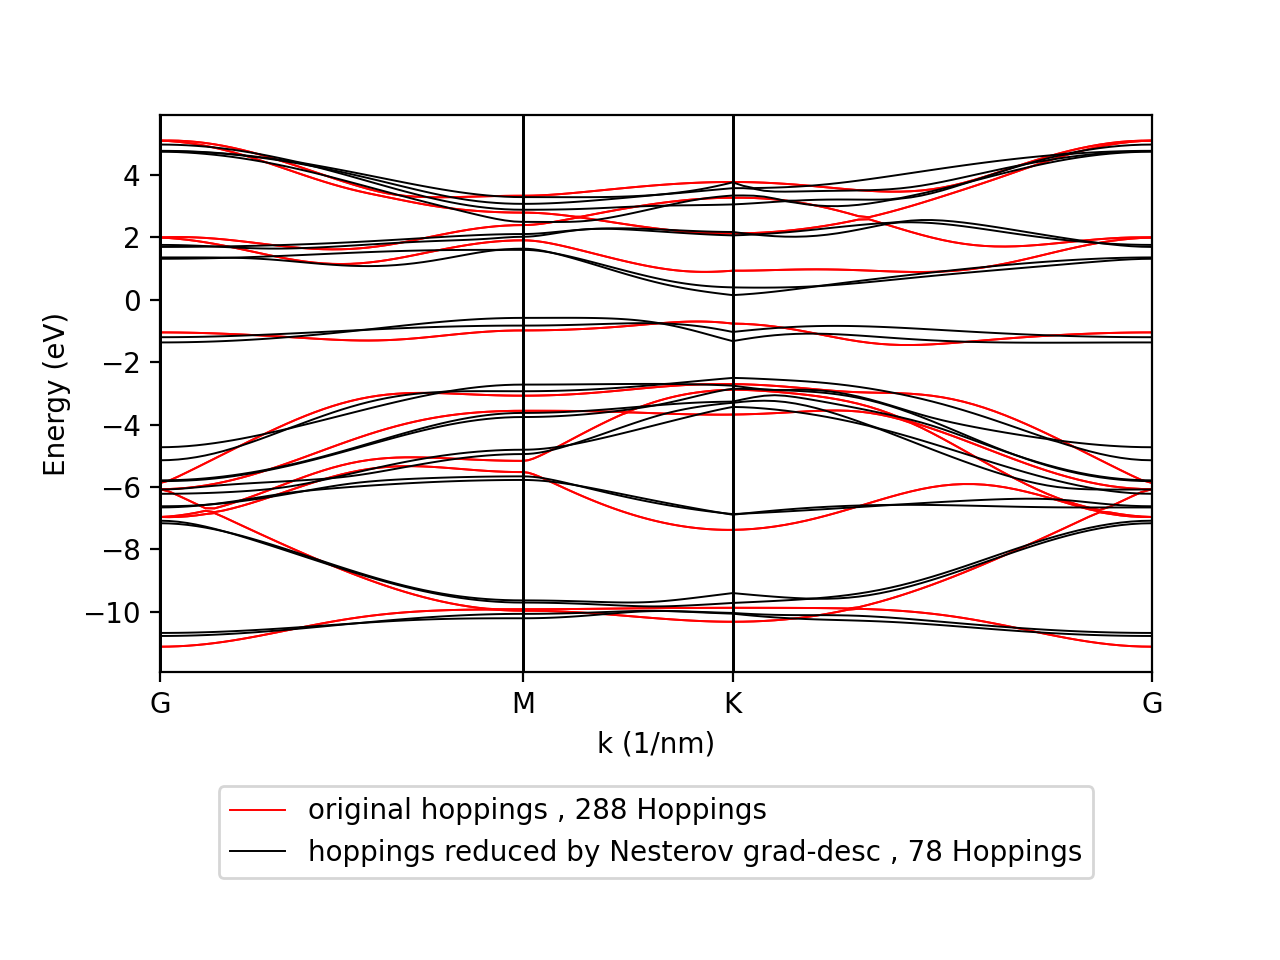 4
2
0
−2
−4
−6
−8
−10
Energy (eV)
G M K G
k (1/nm)
original hoppings , 288 Hoppings
hoppings reduced by Nesterov grad-desc , 78 Hoppings